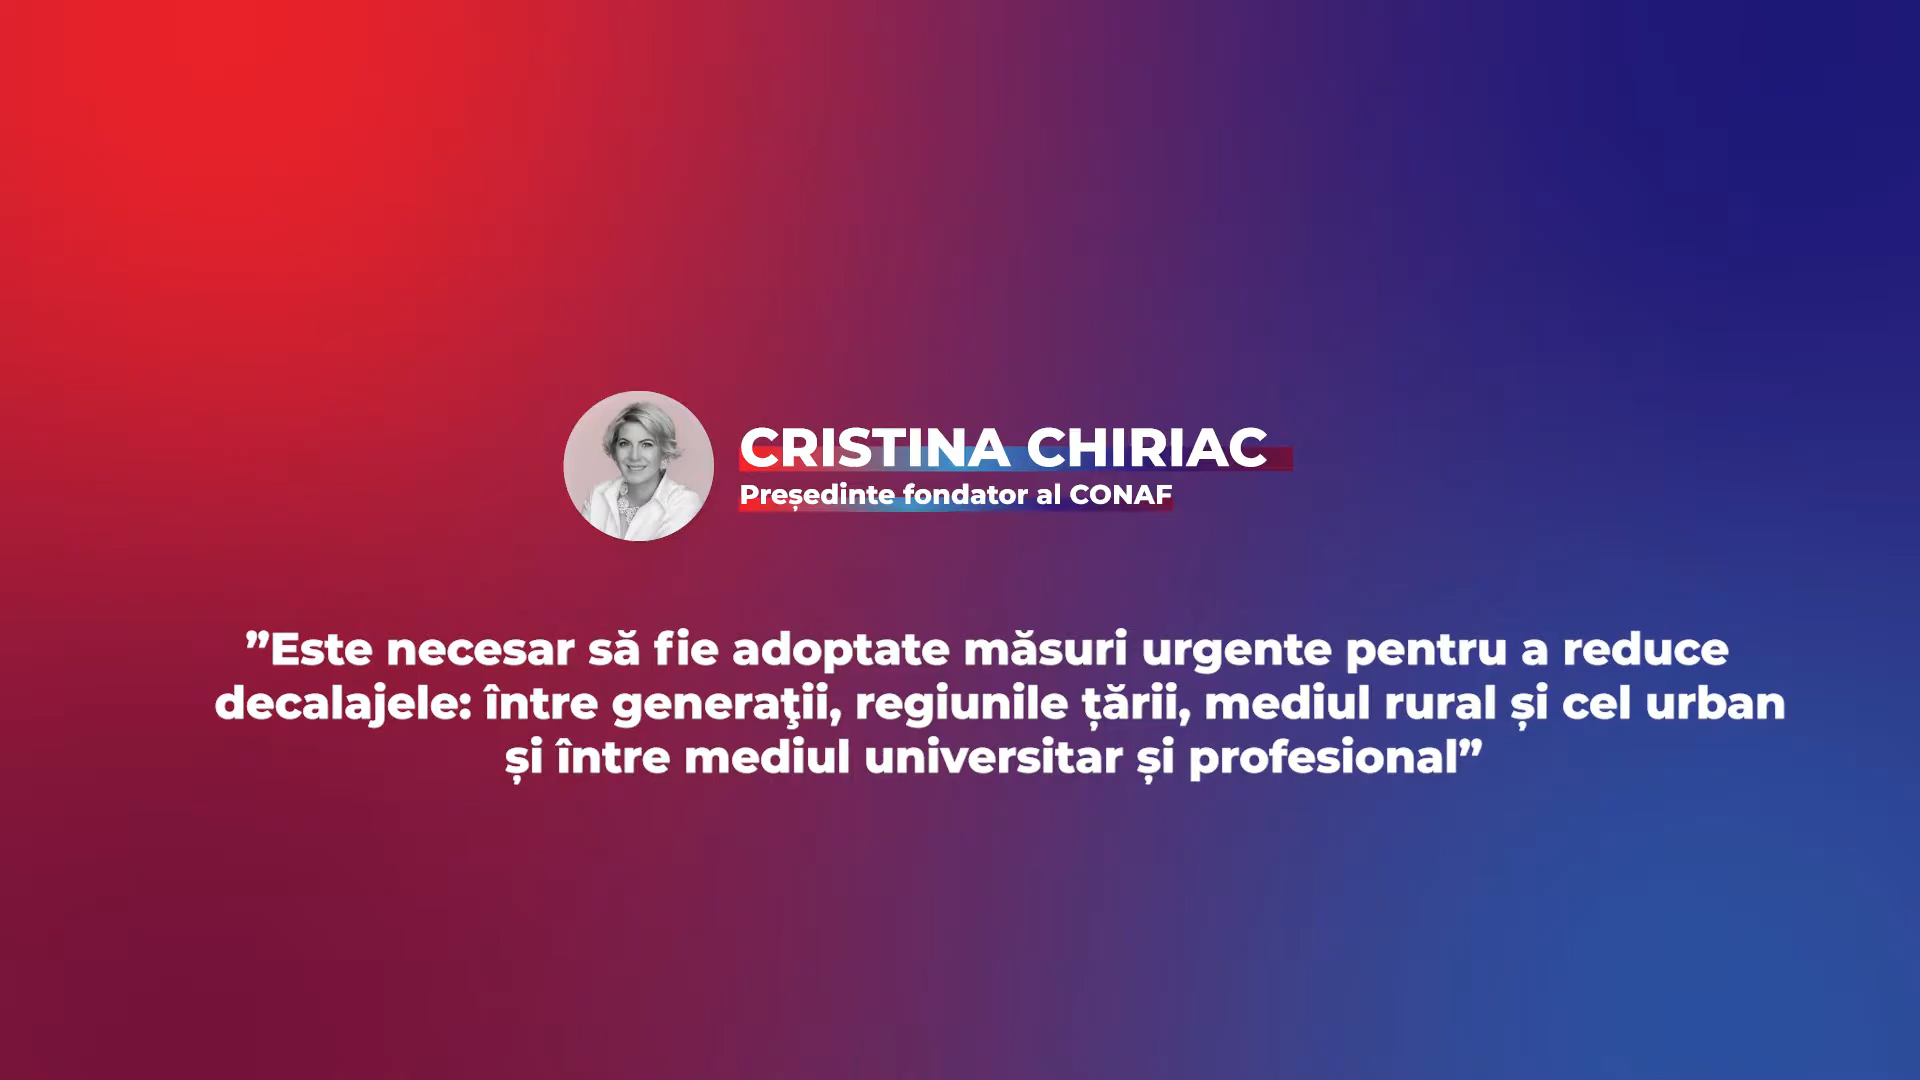 CRISTINA CHIRIAC
Președinte fondator al CONAF
”Este necesar să fie adoptate măsuri urgente pentru a reduce
decalajele: între generaţii, regiunile țării, mediul rural și cel urban
și între mediul universitar și profesional”